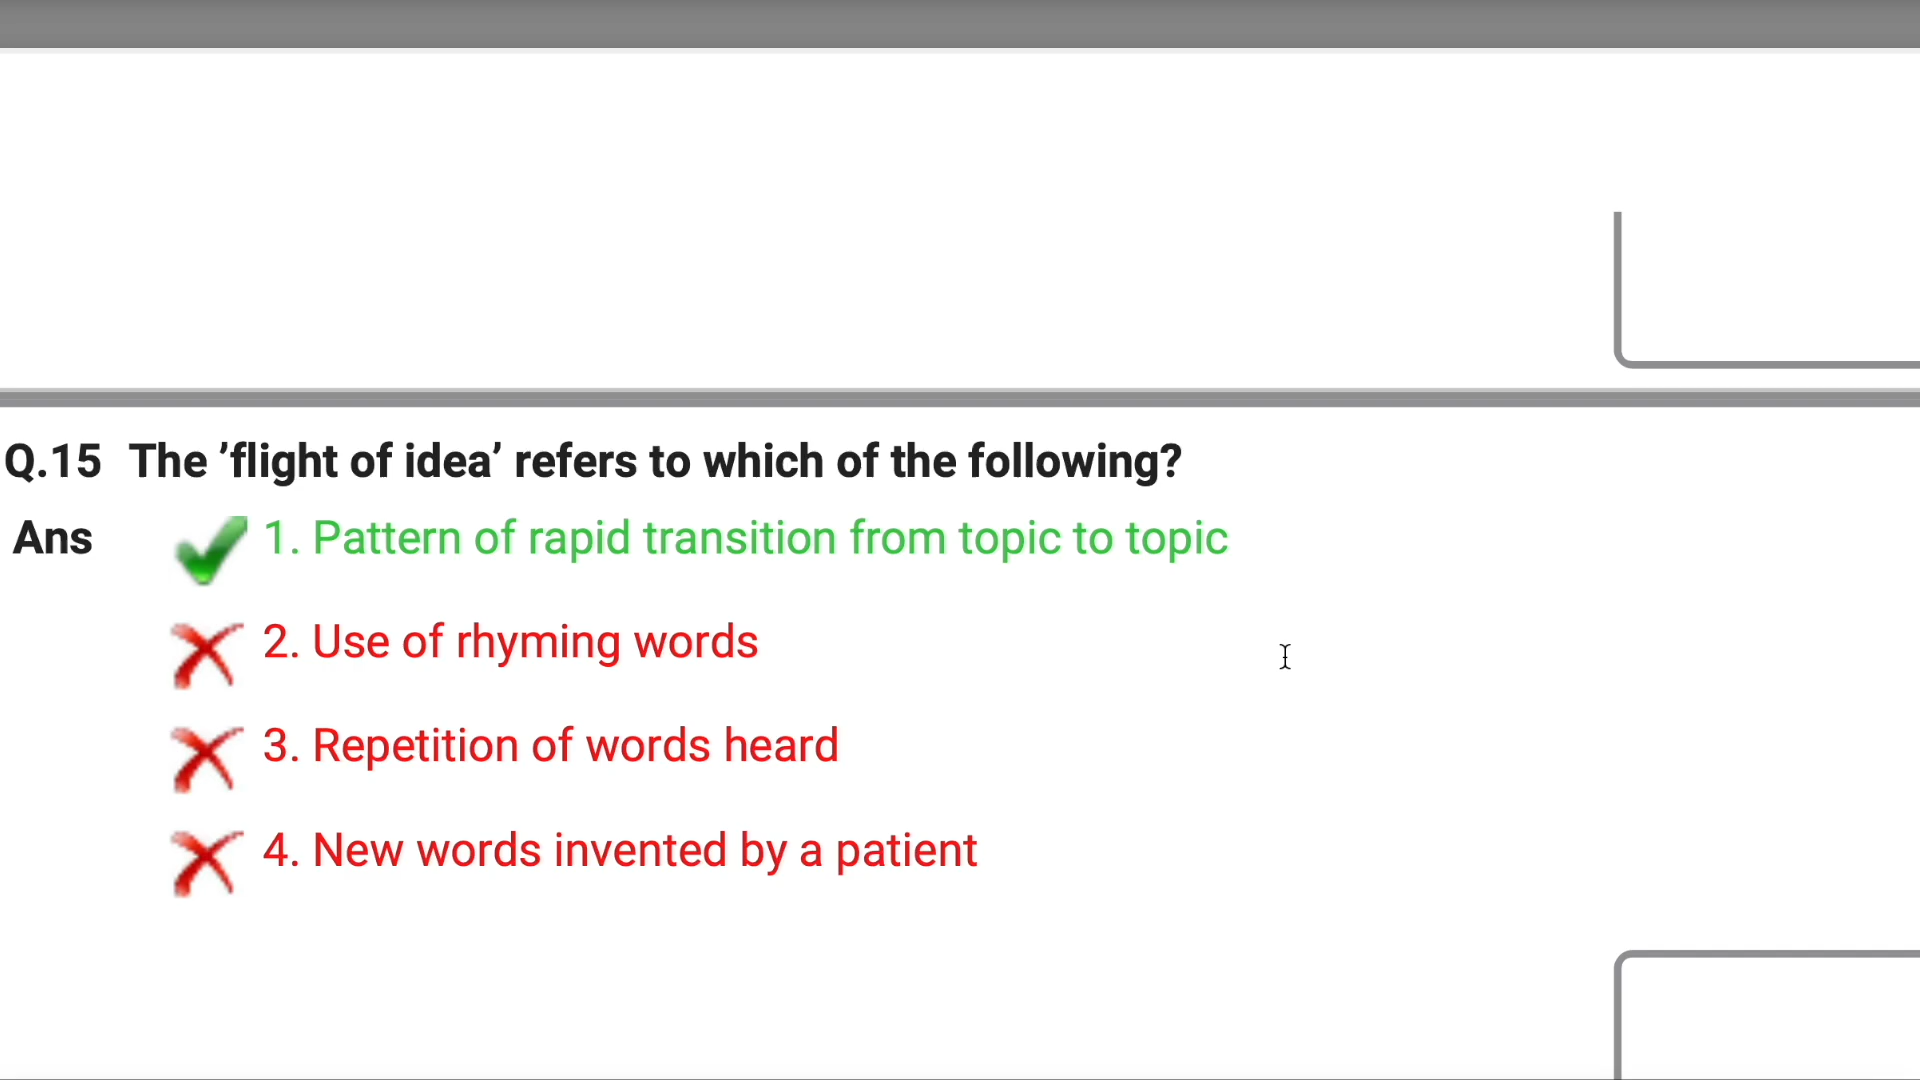 Q.15 The ’flight of idea’ refers to which of the following?
Ans 1. Pattern of rapid transition from topic to topic
2. Use of rhyming words
3. Repetition of words heard
4. New words invented by a patient